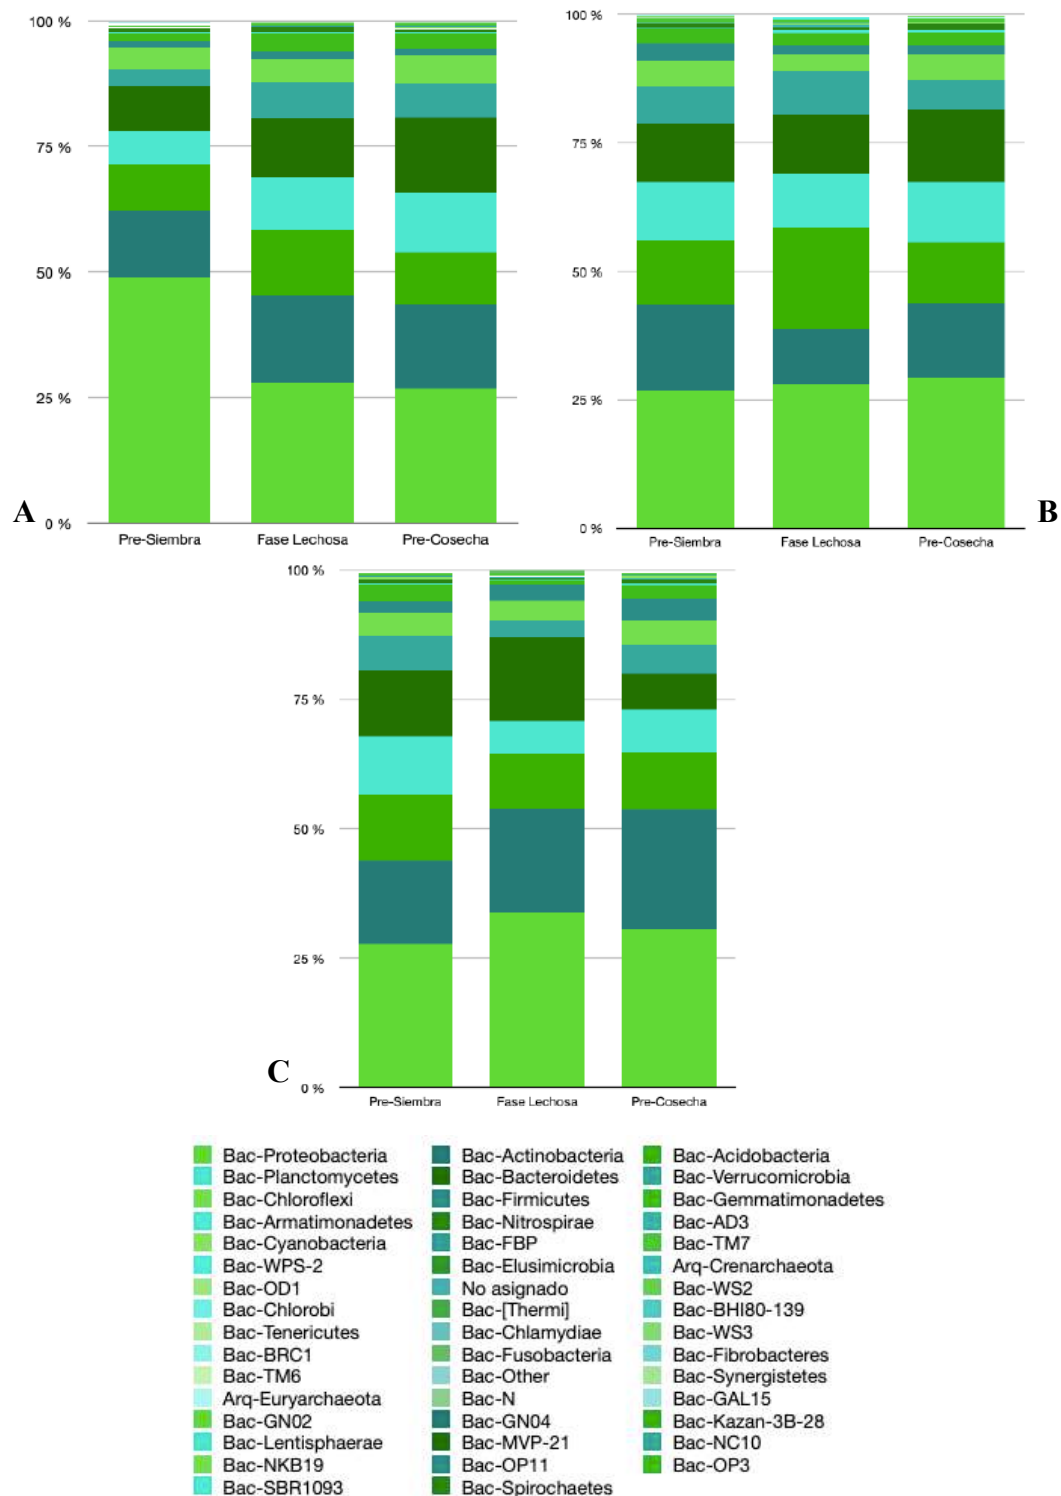 100 %
75 %
50 %
25 %
A 0 %
Pre-Siembra Fase Lechosa Pre-Cosecha
100 %
75 %
50 %
25 %
B
0 %
Pre-Siembra Fase Lechosa Pre-Cosecha
100 %
75 %
50 %
25 %
C 0 %
Pre-Siembra Fase Lechosa Pre-Cosecha
Bac-Proteobacteria Bac-Actinobacteria Bac-Acidobacteria
Bac-Planctomycetes Bac-Bacteroidetes Bac-Verrucomicrobia
Bac-Chloroflexi Bac-Firmicutes Bac-Gemmatimonadetes
Bac-Armatimonadetes Bac-Nitrospirae Bac-AD3
Bac-Cyanobacteria Bac-FBP Bac-TM7
Bac-WPS-2 Bac-Elusimicrobia Arq-Crenarchaeota
Bac-OD1 No asignado Bac-WS2
Bac-Chlorobi Bac-[Thermi] Bac-BHI80-139
Bac-Tenericutes Bac-Chlamydiae Bac-WS3
Bac-BRC1 Bac-Fusobacteria Bac-Fibrobacteres
Bac-TM6 Bac-Other Bac-Synergistetes
Arq-Euryarchaeota Bac-N Bac-GAL15
Bac-GN02 Bac-GN04 Bac-Kazan-3B-28
Bac-Lentisphaerae Bac-MVP-21 Bac-NC10
Bac-NKB19 Bac-OP11 Bac-OP3
Bac-SBR1093 Bac-Spirochaetes